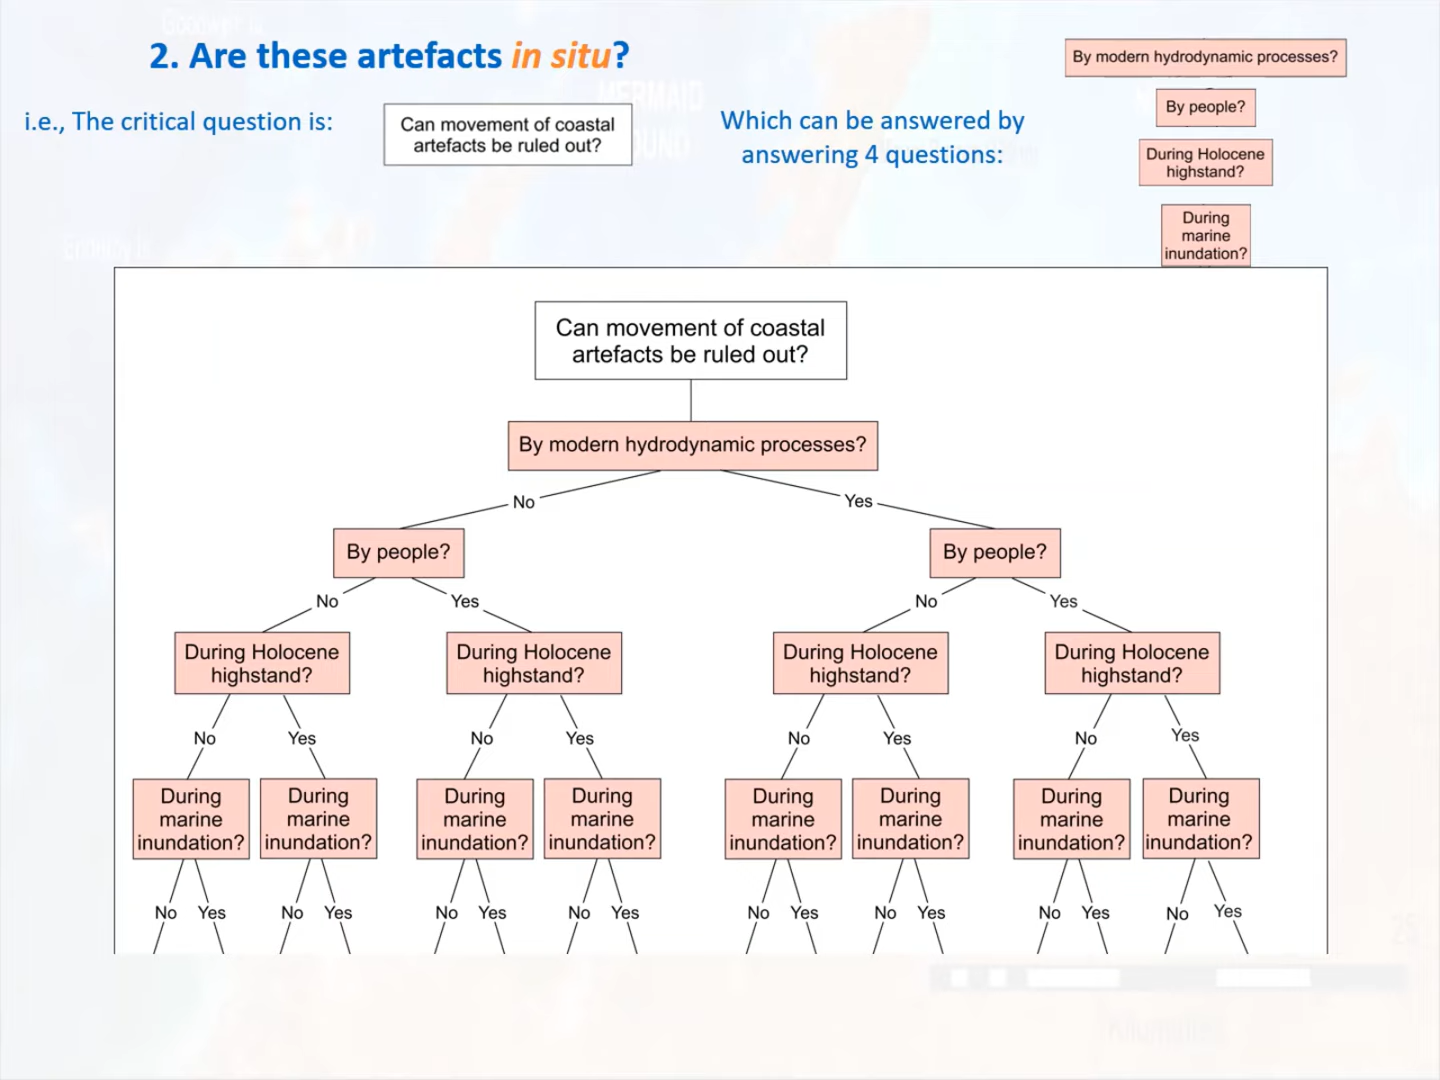 2. Are these artefacts in situ?
i.e., The critical question is:
Can movement of coastal
artefacts be ruled out?
Which can be answered by
answering 4 questions:
By modern hydrodynamic processes?
By people?
During Holocene
highstand?
During
marine
inundation?
Can movement of coastal
artefacts be ruled out?
By modern hydrodynamic processes?
No
Yes
By people?
By people?
No
Yes
No
Yes
During Holocene
highstand?
During Holocene
highstand?
During Holocene
highstand?
During Holocene
highstand?
No
Yes
No
Yes
No
Yes
No
Yes
During
marine
inundation?
During
marine
inundation?
During
marine
inundation?
During
marine
inundation?
During
marine
inundation?
During
marine
inundation?
During
marine
inundation?
During
marine
inundation?
No
Yes
No
Yes
No
Yes
No
Yes
No
Yes
No
Yes
No
Yes
No
Yes